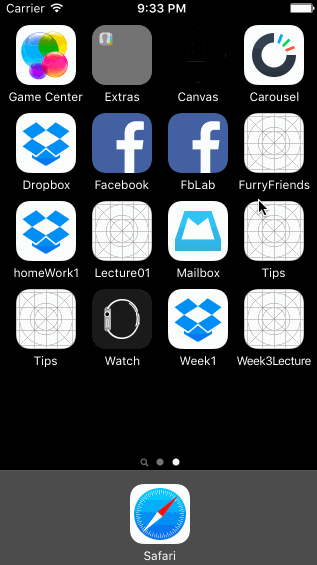 Carrier 9:33 PM
Game Center Extras Canvas Carousel
Dropbox Facebook FbLab FurryFriends
homeWork1 Lecture01 Mailbox Tips
Tips Watch Week1 Week3Lecture
Safari